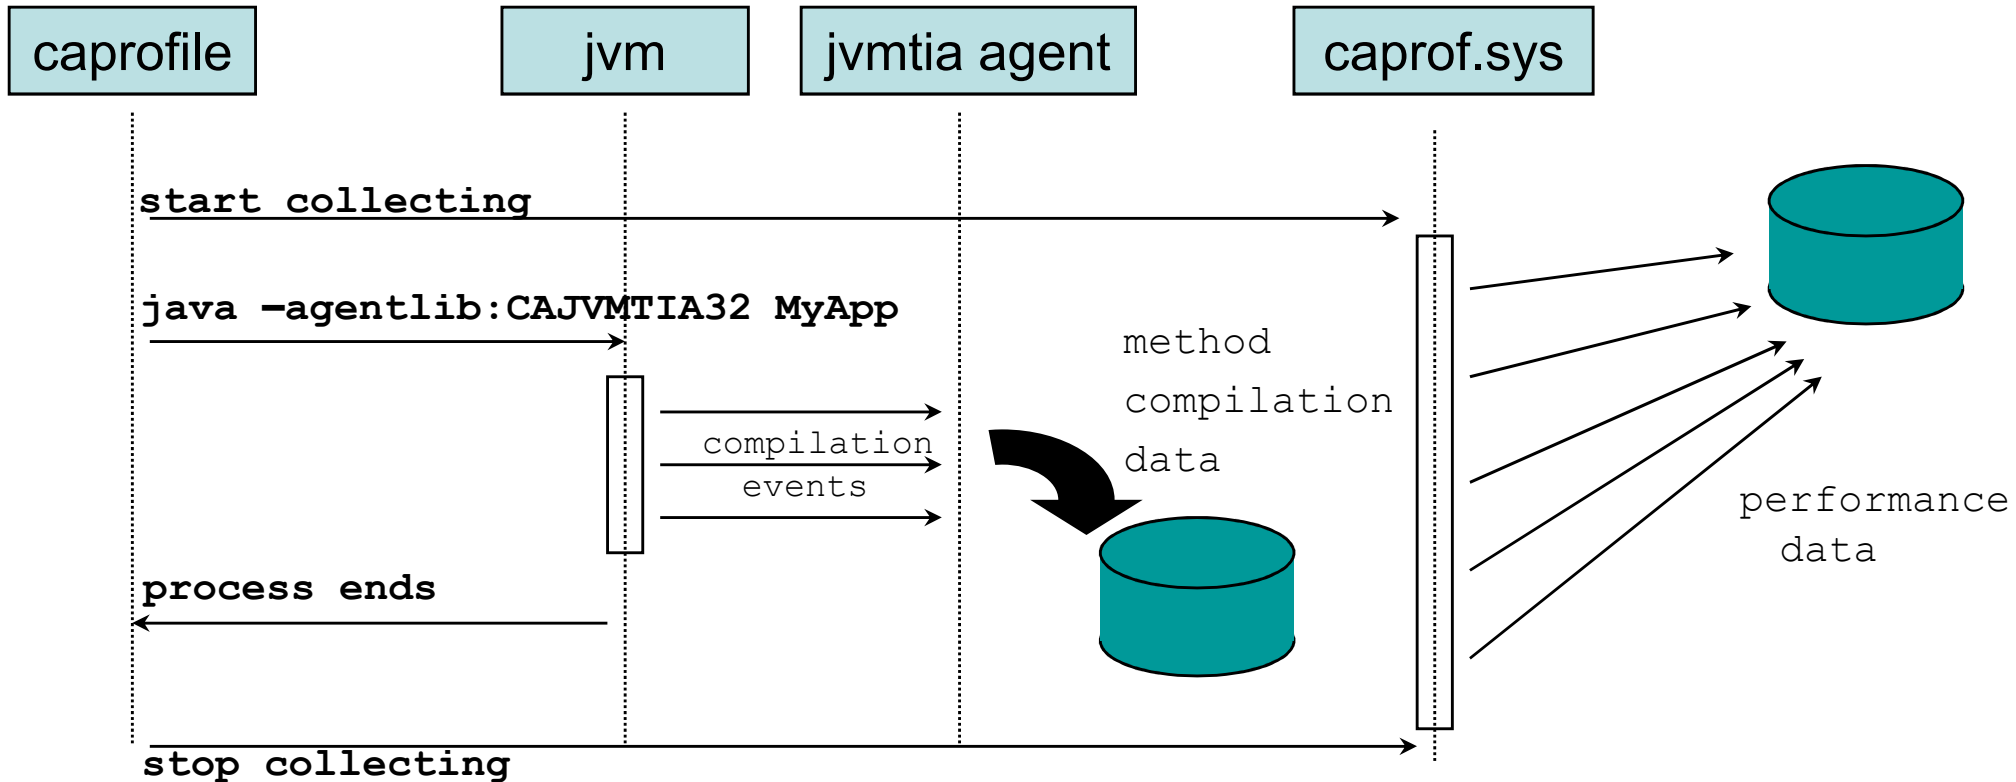 caprofile
jvm
jvmtia agent
caprof.sys
start collecting
java –agentlib:CAJVMTIA32 MyApp
method
compilation
data
compilation
events
performance
data
process ends
stop collecting